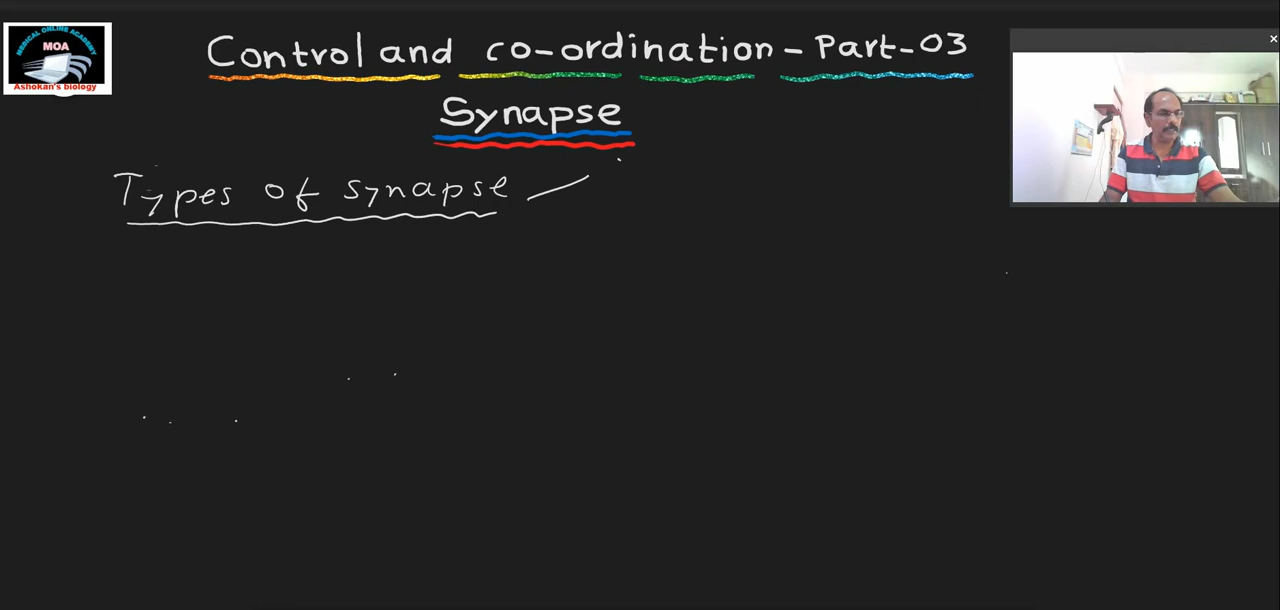 MEDICAL ONLINE ACADEMY
MOA
Ashokan's biology
Control and co-ordination - Part-03
Synapse
Types of synapse